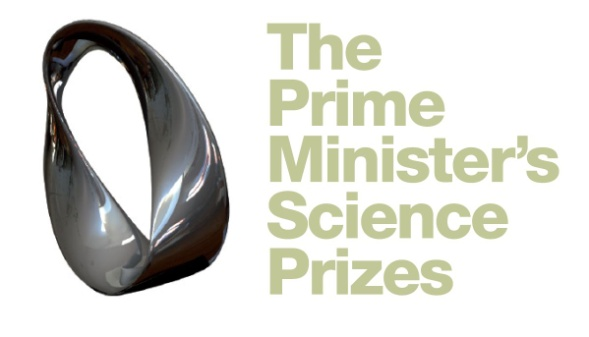 The
Prime
Minister’s
Science
Prizes